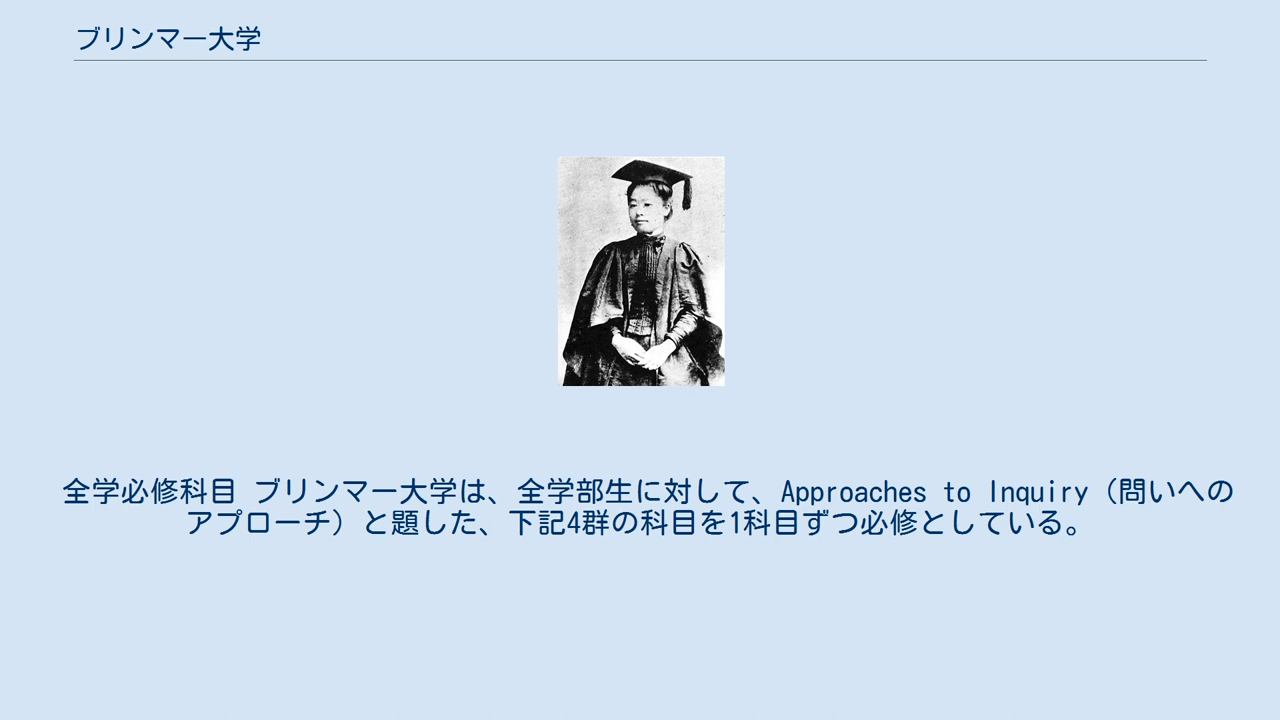 ブリンマー大学
全学必修科目 ブリンマー大学は、全学部生に対して、Approaches to Inquiry（問いへの
アプローチ）と題した、下記4群の科目を1科目ずつ必修としている。